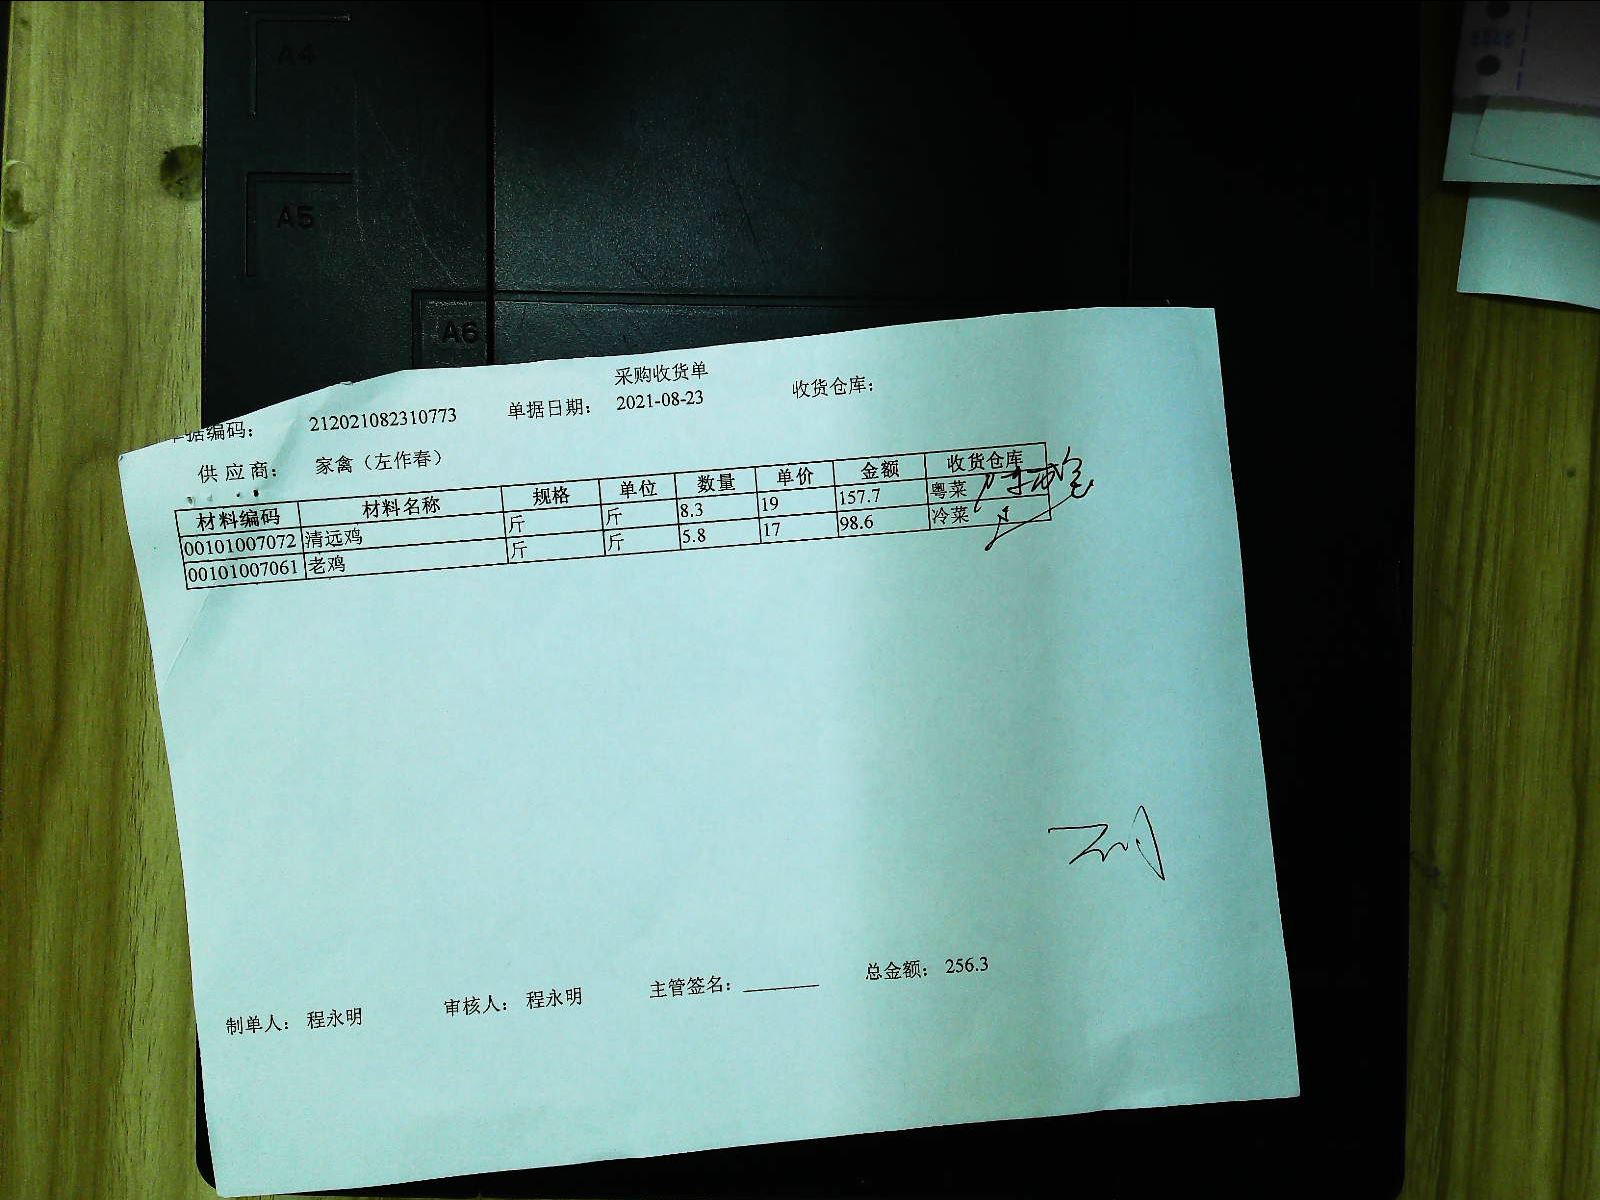 A4
A5
A6
采购收货单
单据编码: 212021082310773 单据日期: 2021-08-23 收货仓库:
供应商: 家禽（左作春）
材料编码 材料名称 规格 单位 数量 单价 金额 收货仓库
00101007072 清远鸡 斤 斤 8.3 19 157.7 粤菜
00101007061 老鸡 斤 斤 5.8 17 98.6 冷菜
制单人: 程永明 审核人: 程永明 主管签名: 总金额: 256.3